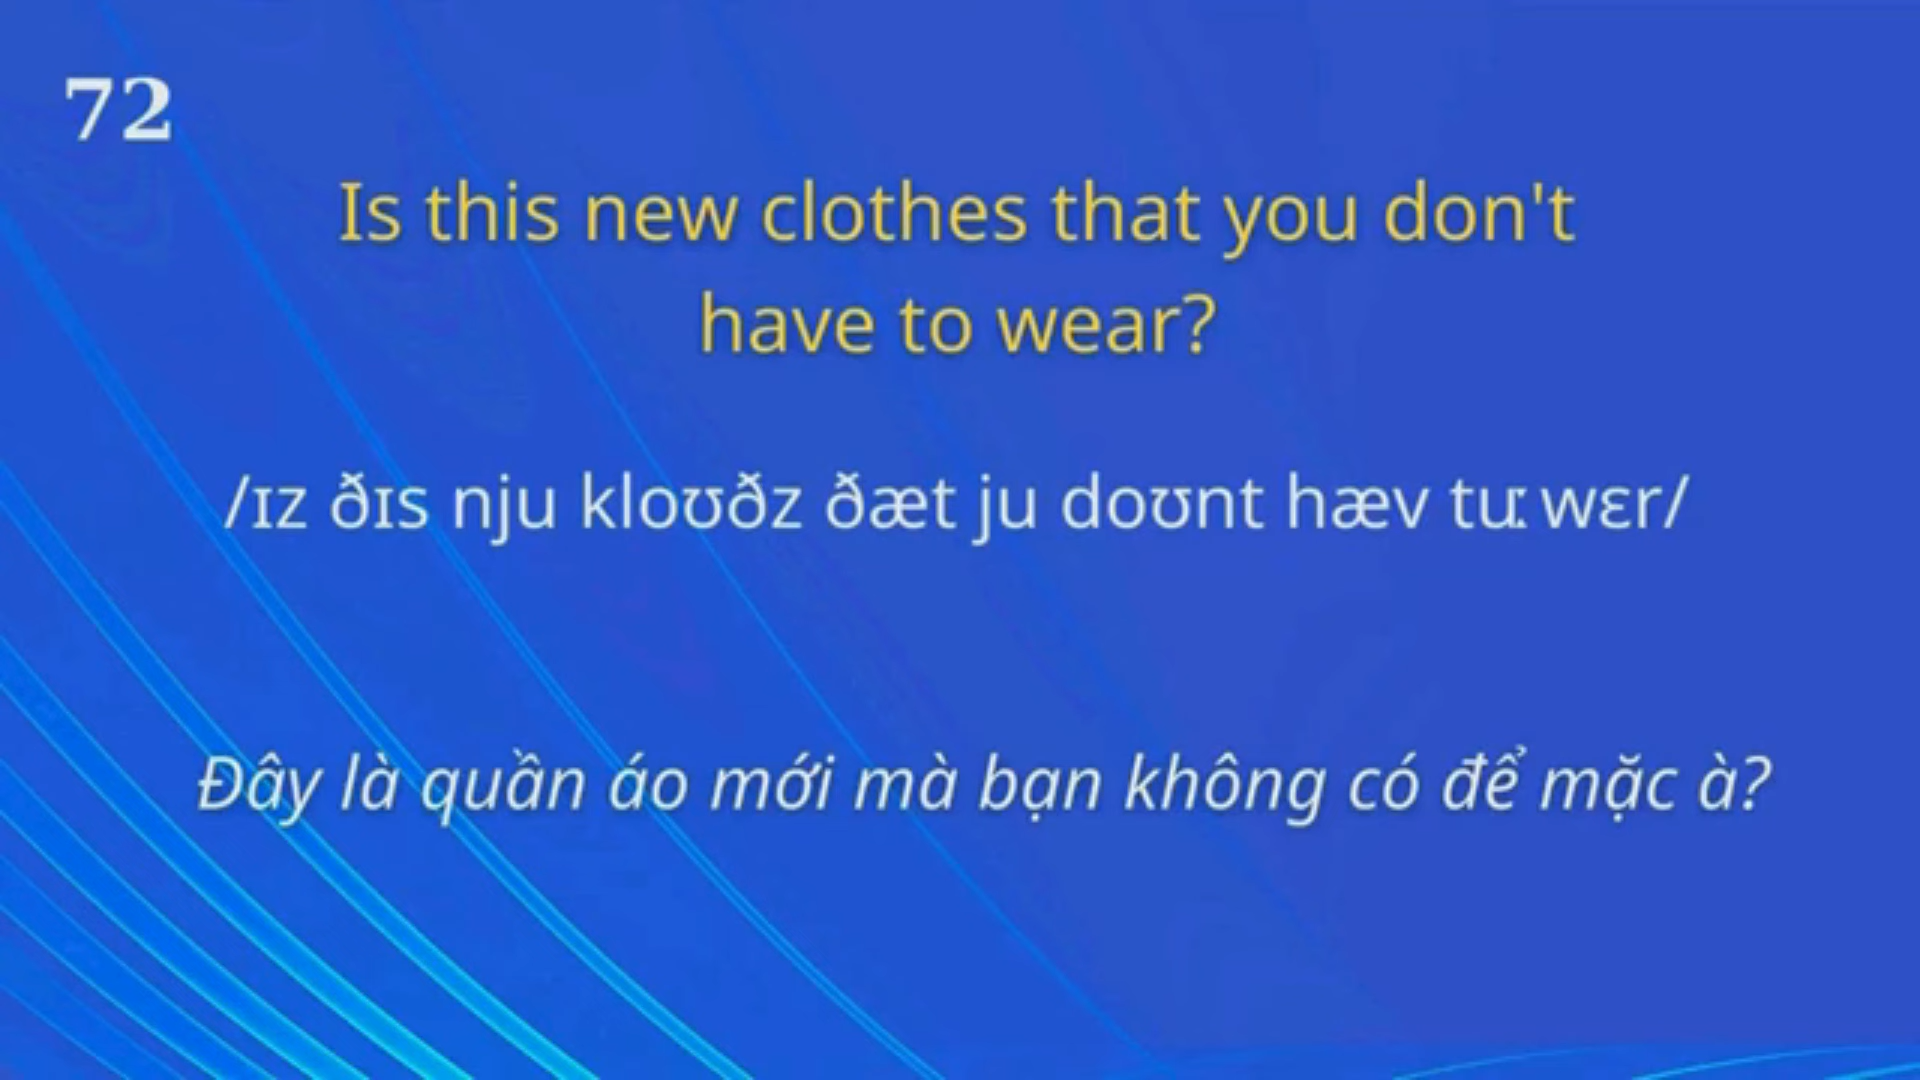 72
Is this new clothes that you don't
have to wear?
/ɪz ðɪs nju kloʊðz ðæt ju doʊnt hæv tuː wɛr/
Đây là quần áo mới mà bạn không có để mặc à?